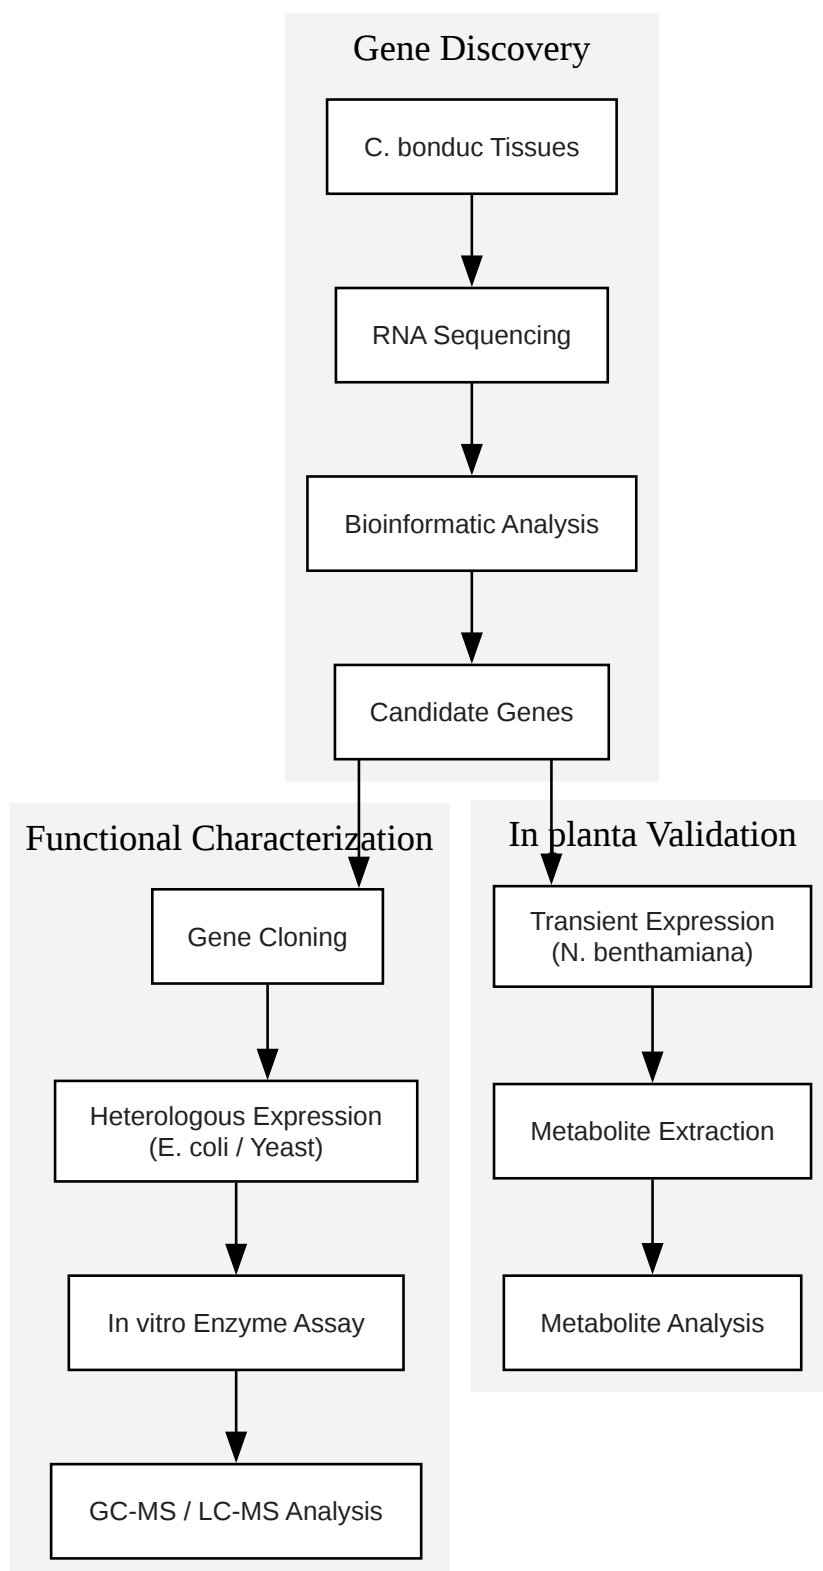 Gene Discovery
C. bonduc Tissues
RNA Sequencing
Bioinformatic Analysis
Candidate Genes
Functional Characterization
Gene Cloning
Heterologous Expression
(E. coli / Yeast)
In vitro Enzyme Assay
GC-MS / LC-MS Analysis
In planta Validation
Transient Expression
(N. benthamiana)
Metabolite Extraction
Metabolite Analysis